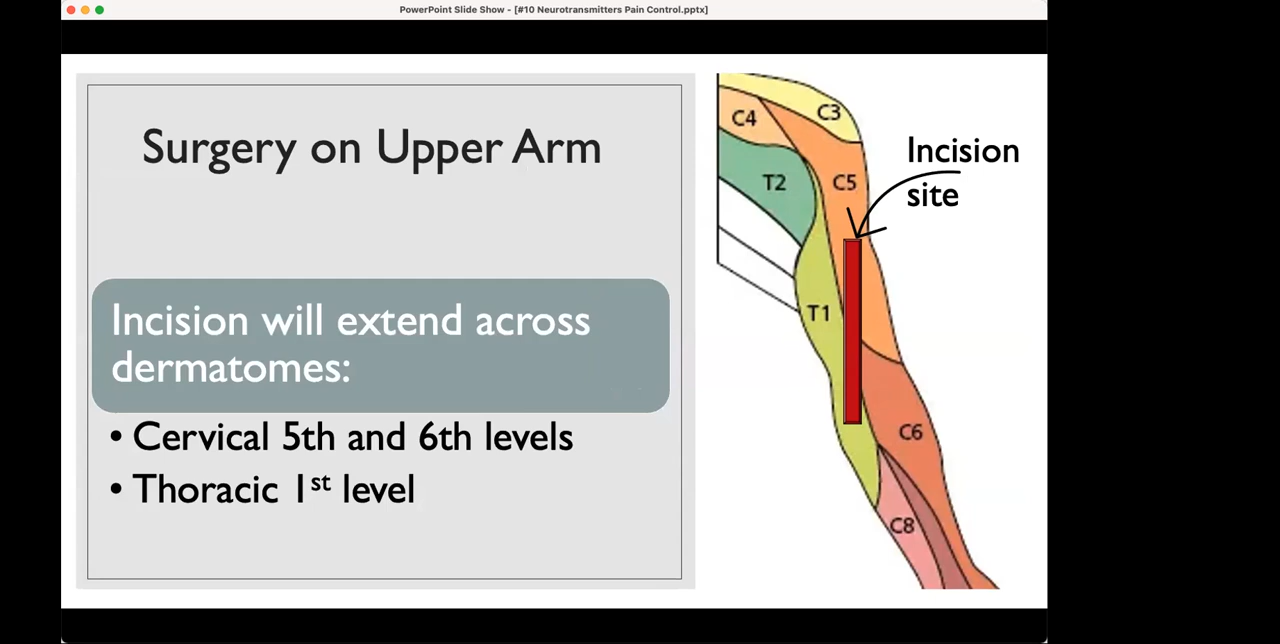 PowerPoint Slide Show - [#10 Neurotransmitters Pain Control.pptx]
Surgery on Upper Arm
Incision will extend across
dermatomes:
• Cervical 5th and 6th levels
• Thoracic 1st level
C3
C4
T2
C5
Incision
site
T1
C6
C8